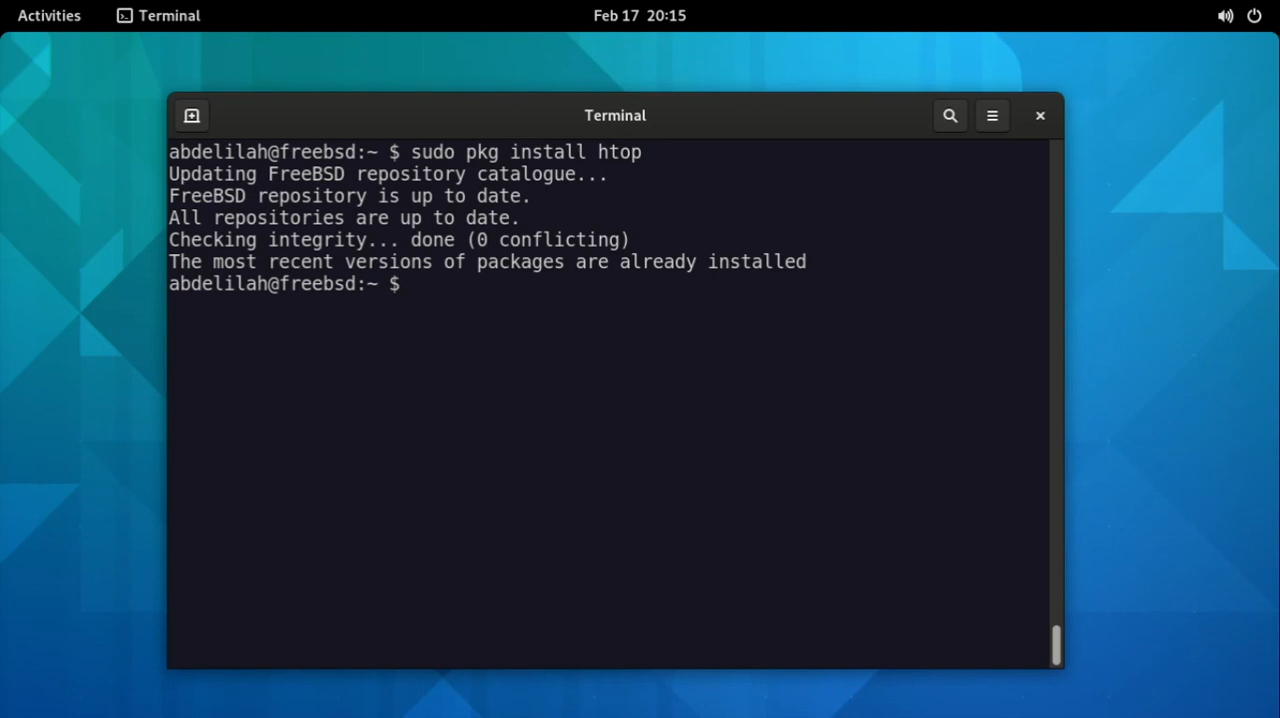 Activities
Terminal
Feb 17 20:15
Terminal
abdelilah@freebsd:~ $ sudo pkg install htop
Updating FreeBSD repository catalogue...
FreeBSD repository is up to date.
All repositories are up to date.
Checking integrity... done (0 conflicting)
The most recent versions of packages are already installed
abdelilah@freebsd:~ $